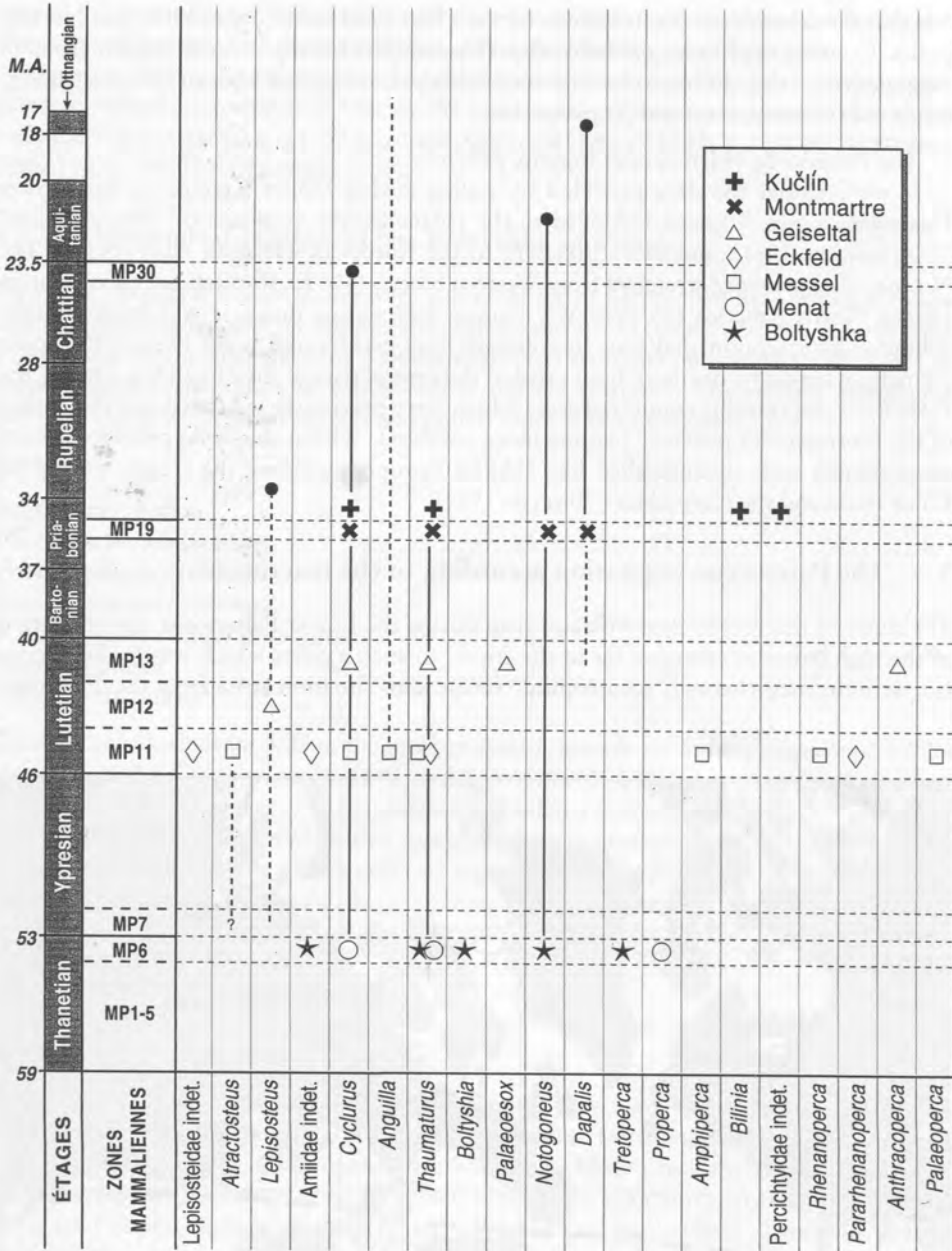 M.A.
Ottnangian
17
18
20
Aqui-
tanian
23.5
MP30
Chattian
28
Rupelian
34
Pria-
bonian
MP19
37
Barto-
nian
40
MP13
Lutetian
MP12
MP11
46
Ypresian
MP7
?
53
MP6
Thanetian
MP1-5
59
Kučlín
Montmartre
Geiseltal
Eckfeld
Messel
Menat
Boltyshka
ÉTAGES
ZONES
MAMMALIENNES
Lepisosteidae indet.
Atractosteus
Lepisosteus
Amiidae indet.
Cyclurus
Anguilla
Thaumaturus
Boltyshia
Palaeoesox
Notogoneus
Dapalis
Tretoperca
Properca
Amphiperca
Bilinia
Percichtyidae indet.
Rhenanoperca
Pararhenanoperca
Anthracoperca
Palaeoperca